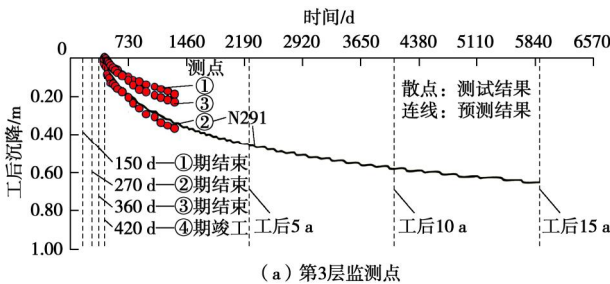 时间/d
0 730 1460 2190 2920 3650 4380 5110 5840 6570
工后沉降/m
0.20
0.40
0.60
0.80
1.00
测点
①
③
②
N291
散点：测试结果
连线：预测结果
150 d—①期结束
270 d—②期结束
360 d—③期结束
420 d—④期竣工
工后5 a
工后10 a
工后15 a
(a) 第3层监测点